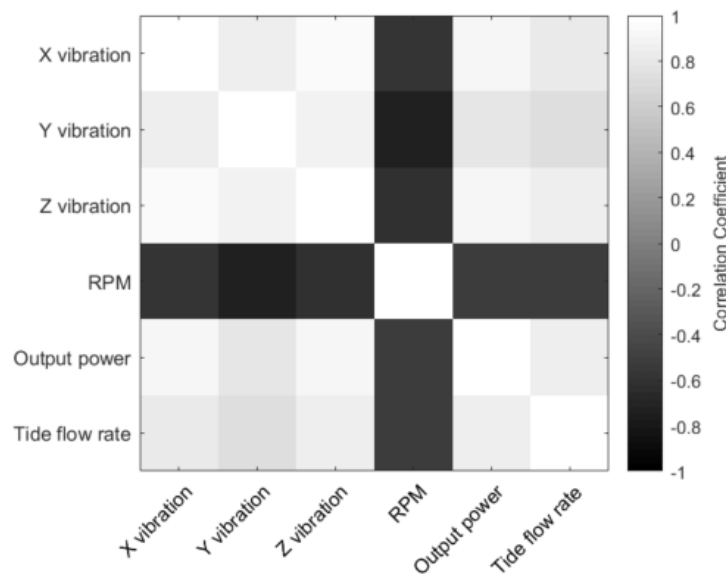 X vibration
Y vibration
Z vibration
RPM
Output power
Tide flow rate
X vibration
Y vibration
Z vibration
RPM
Output power
Tide flow rate
1
0.8
0.6
0.4
0.2
0
-0.2
-0.4
-0.6
-0.8
-1
Correlation Coefficient